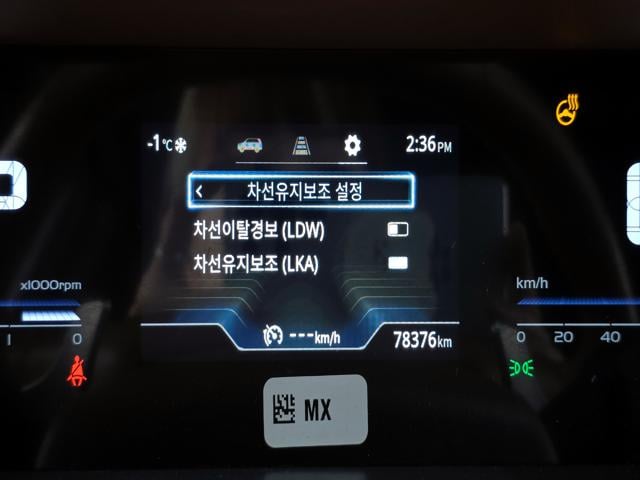 -1℃ 2:36PM
차선유지보조 설정
차선이탈경보 (LDW)
차선유지보조 (LKA)
x1000rpm
km/h
1 0
0 20 40
---km/h
78376km
MX